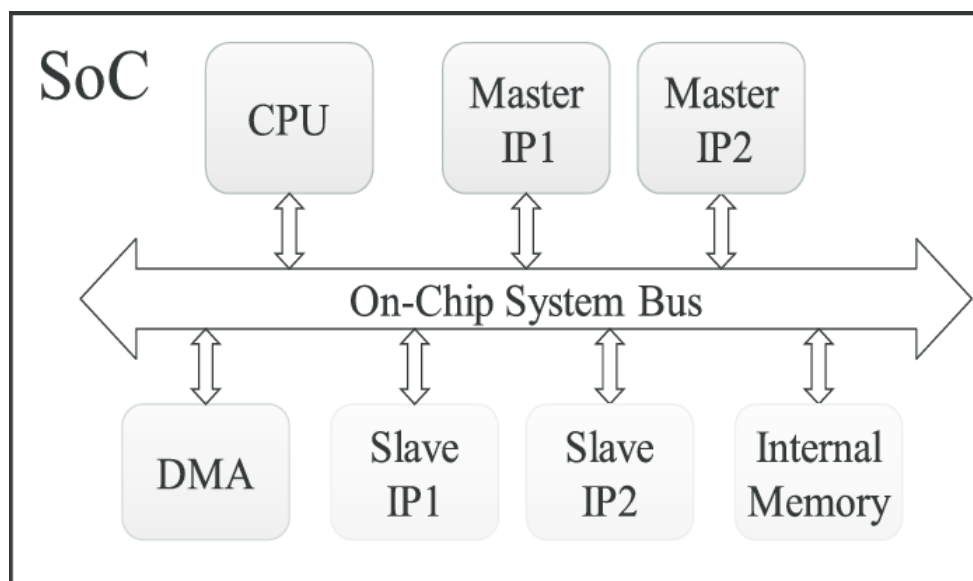 SoC
CPU
Master
IP1
Master
IP2
On-Chip System Bus
DMA
Slave
IP1
Slave
IP2
Internal
Memory